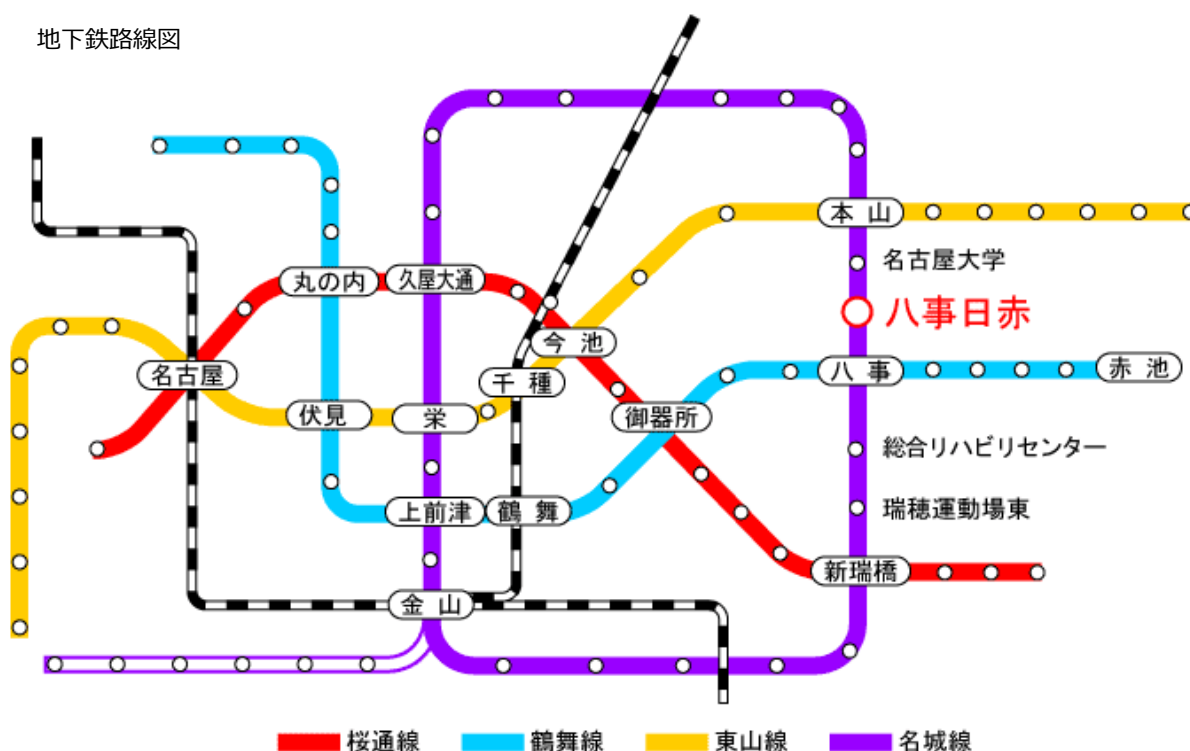 地下鉄路線図
本山
名古屋大学
八事日赤
丸の内
久屋大通
今池
名古屋
千種
八事
赤池
伏見
栄
御器所
総合リハビリセンター
上前津
鶴舞
瑞穂運動場東
新瑞橋
金山
桜通線
鶴舞線
東山線
名城線